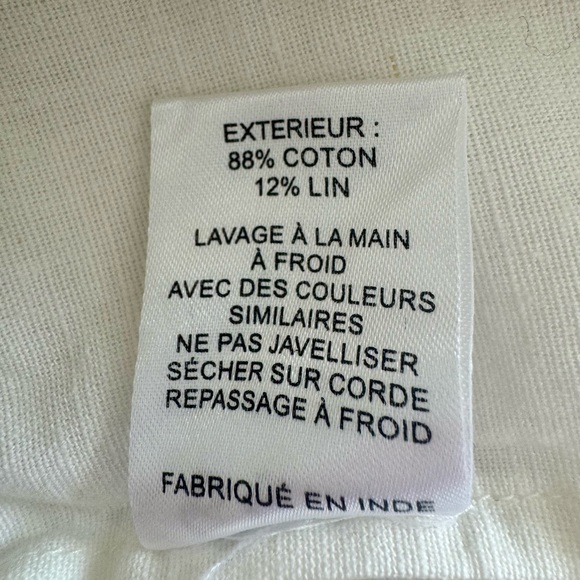 EXTERIEUR :
88% COTON
12% LIN
LAVAGE À LA MAIN
À FROID
AVEC DES COULEURS
SIMILAIRES
NE PAS JAVELLISER
SÉCHER SUR CORDE
REPASSAGE À FROID
FABRIQUÉ EN INDE